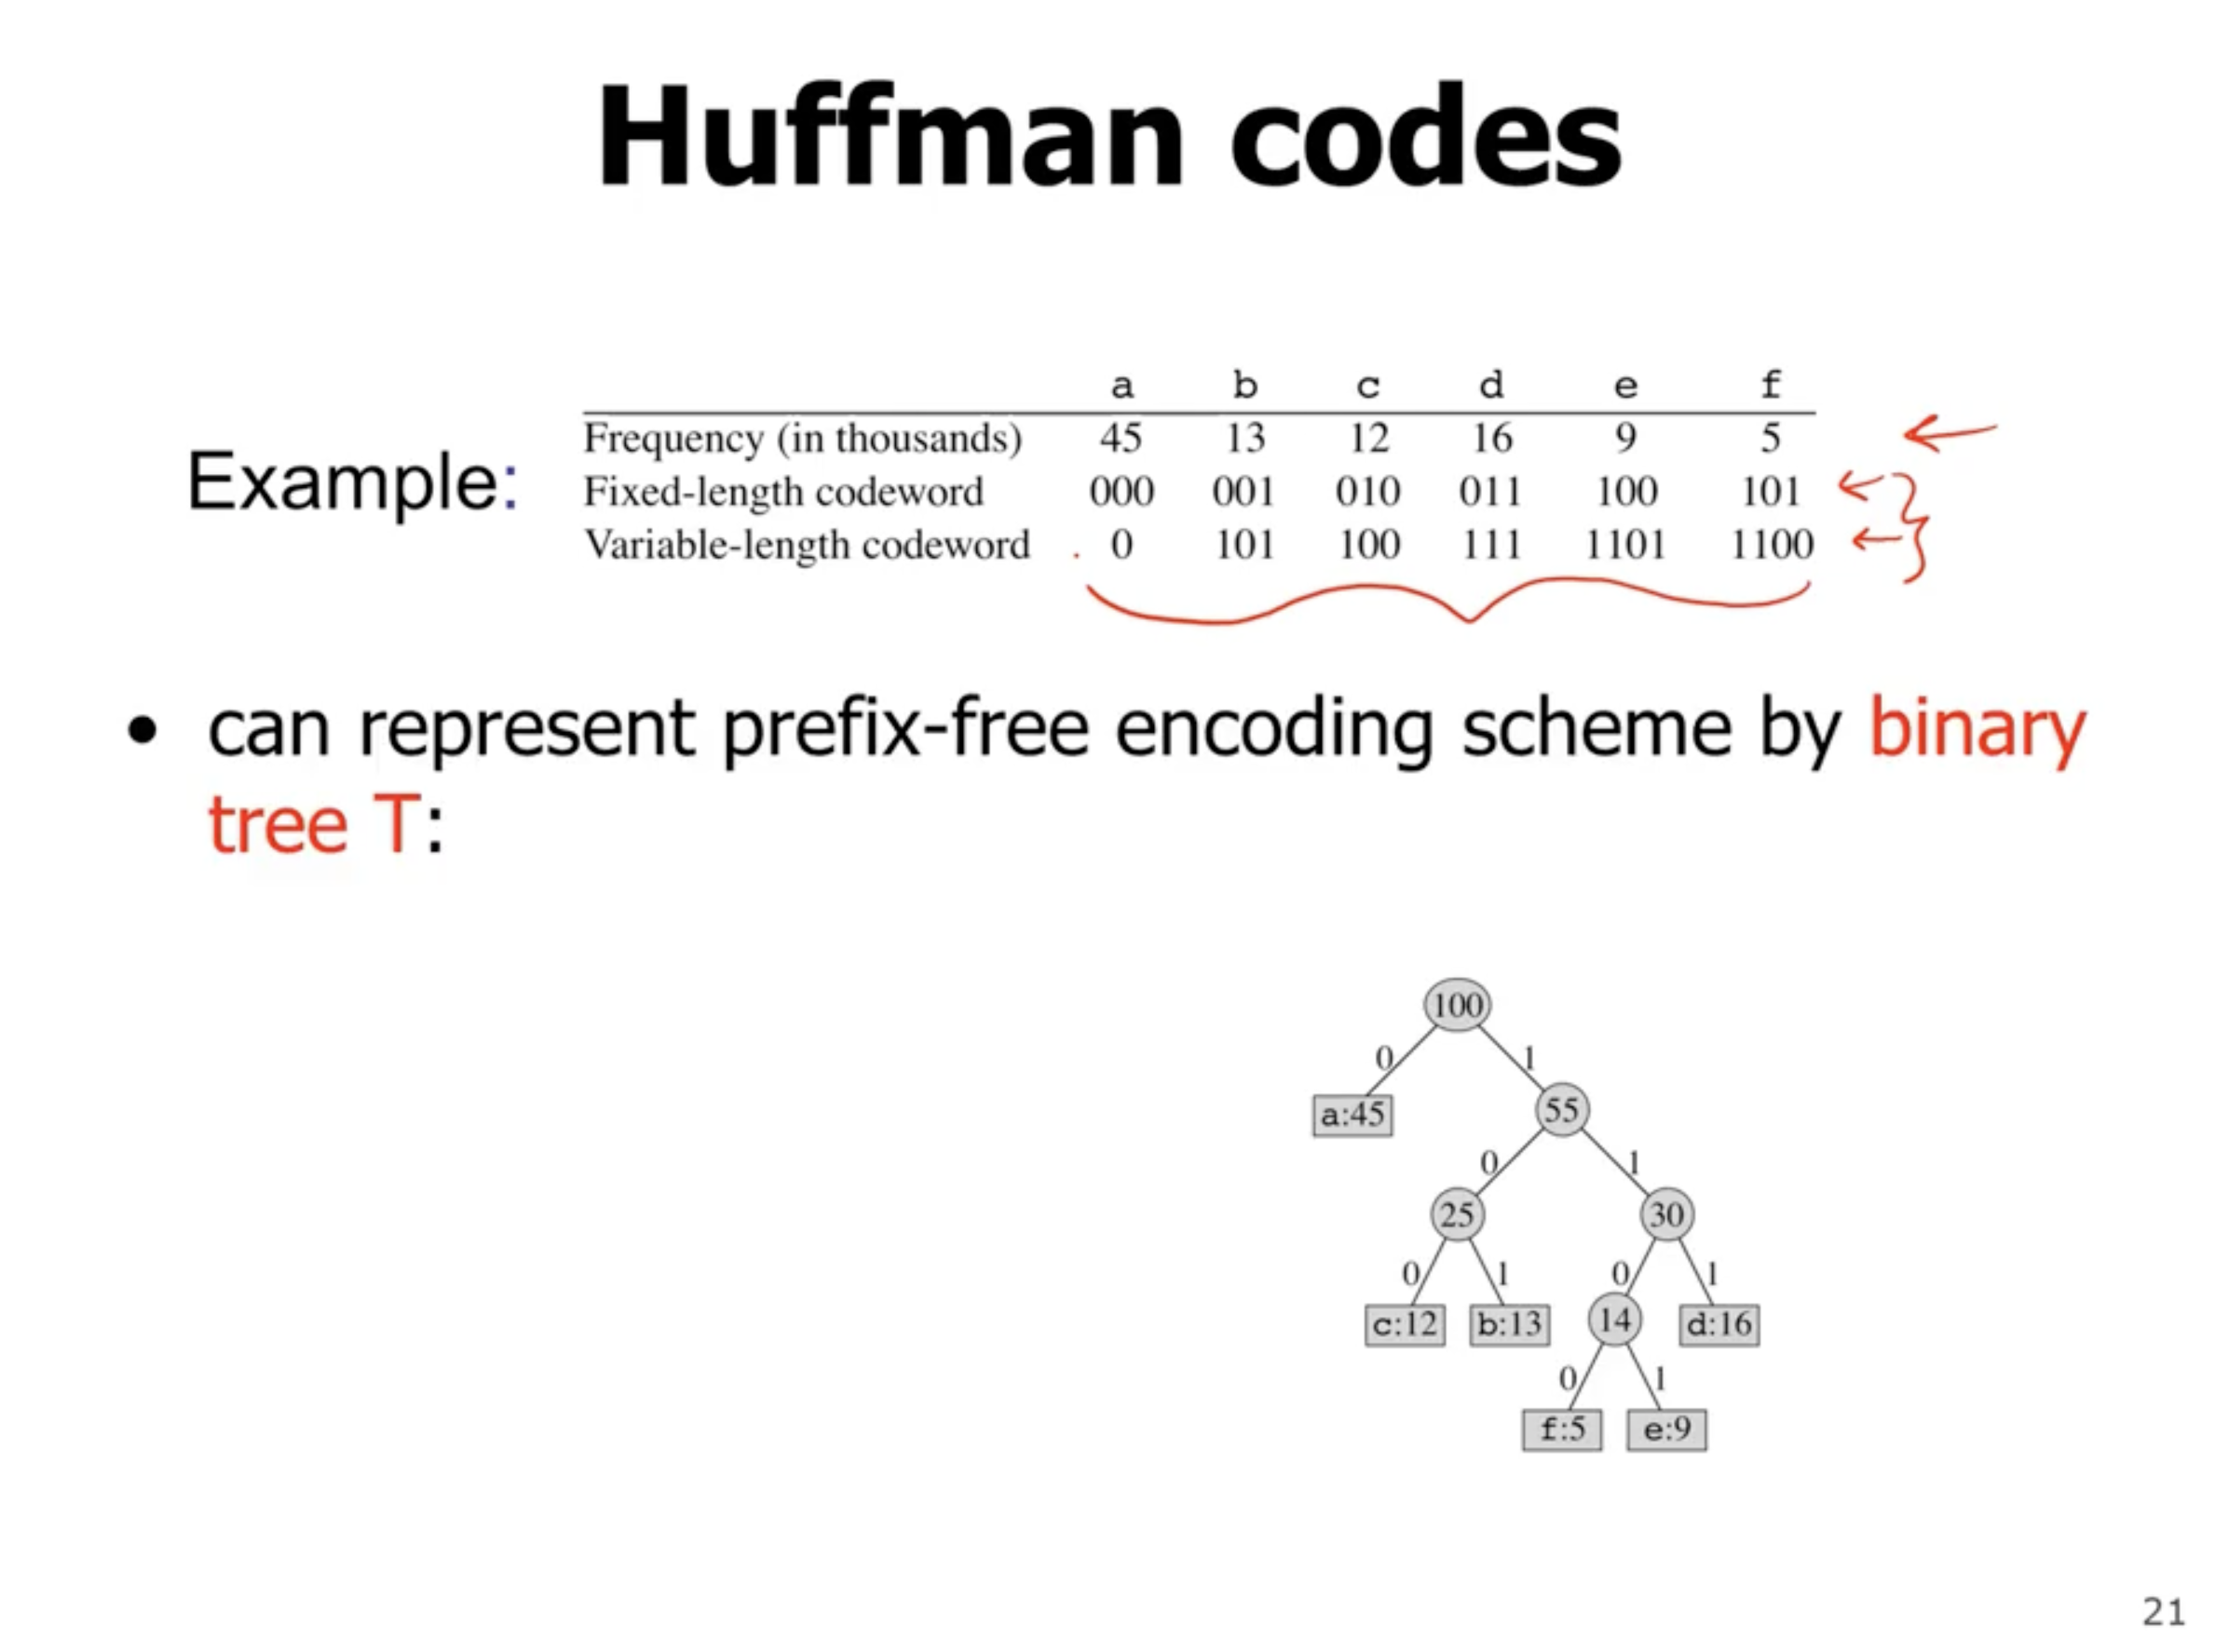 Huffman codes
a b c d e f
Frequency (in thousands) 45 13 12 16 9 5
Example: Fixed-length codeword 000 001 010 011 100 101
Variable-length codeword 0 101 100 111 1101 1100
• can represent prefix-free encoding scheme by binary
tree T:
100
0 1
a:45 55
0 1
25 30
0 1 0 1
c:12 b:13 14 d:16
0 1
f:5 e:9
21